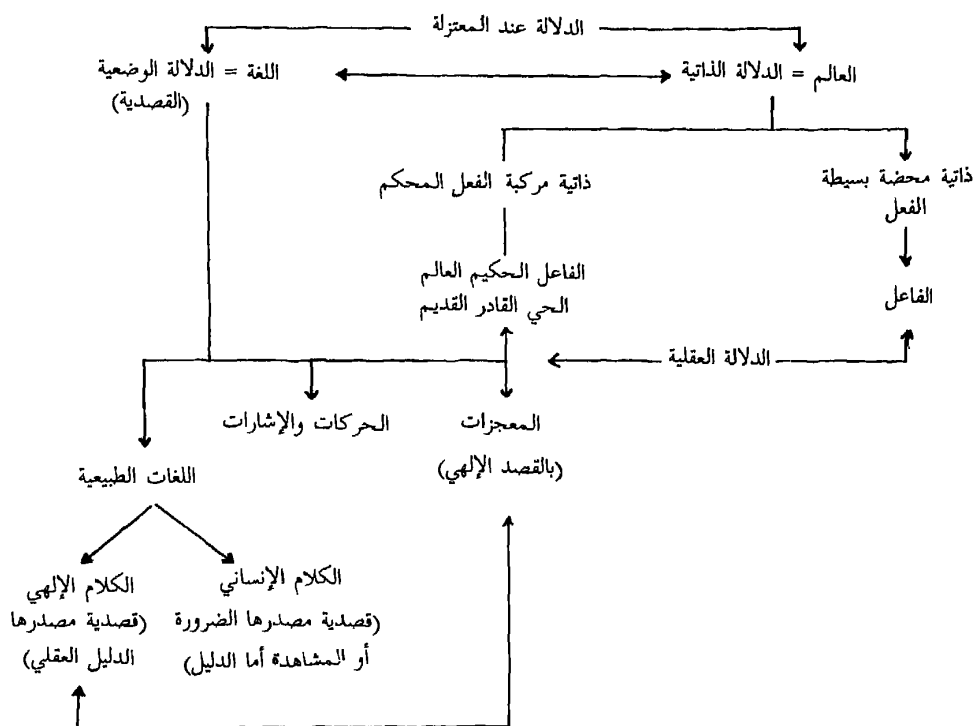 الدلالة عند المعتزلة
العالم = الدلالة الذاتية
اللغة = الدلالة الوضعية
(القصدية)
ذاتية محضة بسيطة
الفعل
ذاتية مركبة الفعل المحكم
الفاعل
الفاعل الحكيم العالم
الحي القادر القديم
الدلالة العقلية
المعجزات
(بالقصد الإلهي)
الحركات والإشارات
اللغات الطبيعية
الكلام الإنساني
(قصدية مصدرها الضرورة
أو المشاهدة أما الدليل)
الكلام الإلهي
(قصدية مصدرها
الدليل العقلي)